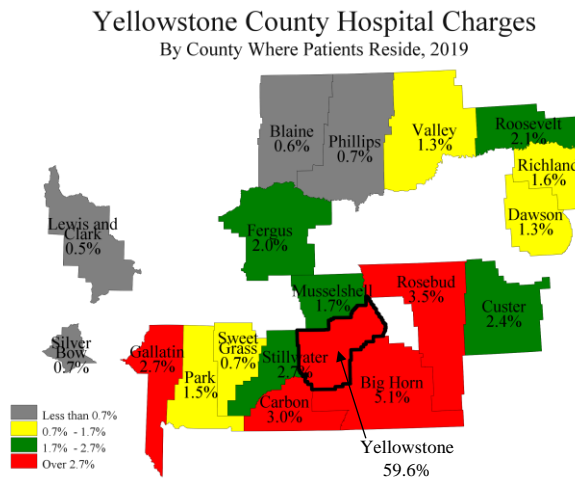 Yellowstone County Hospital Charges
By County Where Patients Reside, 2019
Blaine
0.6%
Phillips
0.7%
Valley
1.3%
Roosevelt
2.1%
Richland
1.6%
Dawson
1.3%
Lewis and
Clark
0.5%
Fergus
2.0%
Musselshell
1.7%
Rosebud
3.5%
Custer
2.4%
Silver
Bow
0.7%
Gallatin
2.7%
Park
1.5%
Sweet
Grass
0.7%
Stillwater
2.7%
Carbon
3.0%
Big Horn
5.1%
Yellowstone
59.6%
Less than 0.7%
0.7% - 1.7%
1.7% - 2.7%
Over 2.7%